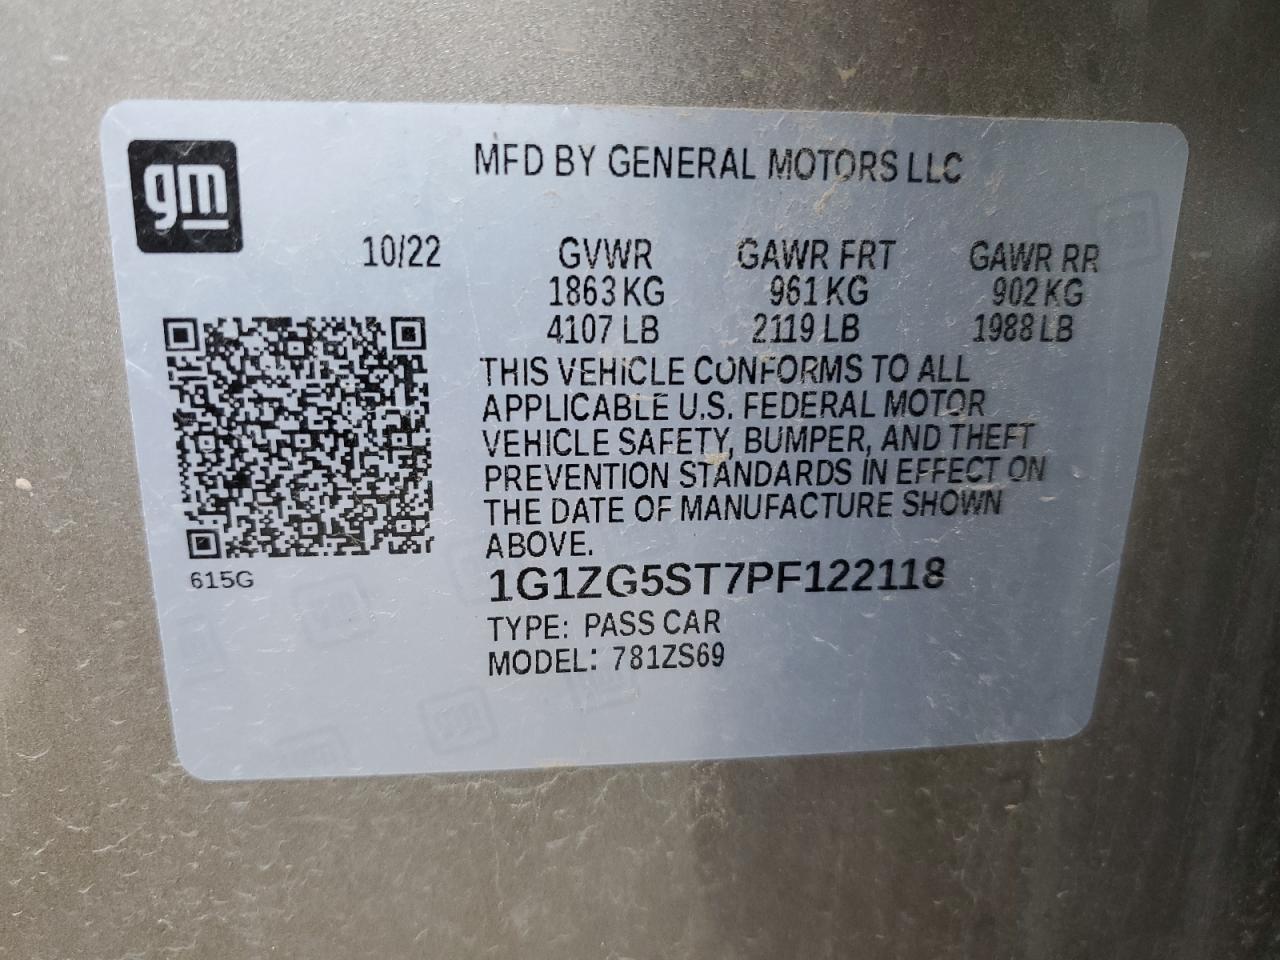 gm
MFD BY GENERAL MOTORS LLC
10/22
GVWR GAWR FRT GAWR RR
1863 KG 961 KG 902 KG
4107 LB 2119 LB 1988 LB
THIS VEHICLE CONFORMS TO ALL
APPLICABLE U.S. FEDERAL MOTOR
VEHICLE SAFETY, BUMPER, AND THEFT
PREVENTION STANDARDS IN EFFECT ON
THE DATE OF MANUFACTURE SHOWN
ABOVE.
615G
1G1ZG5ST7PF122118
TYPE: PASS CAR
MODEL: 781ZS69
gm